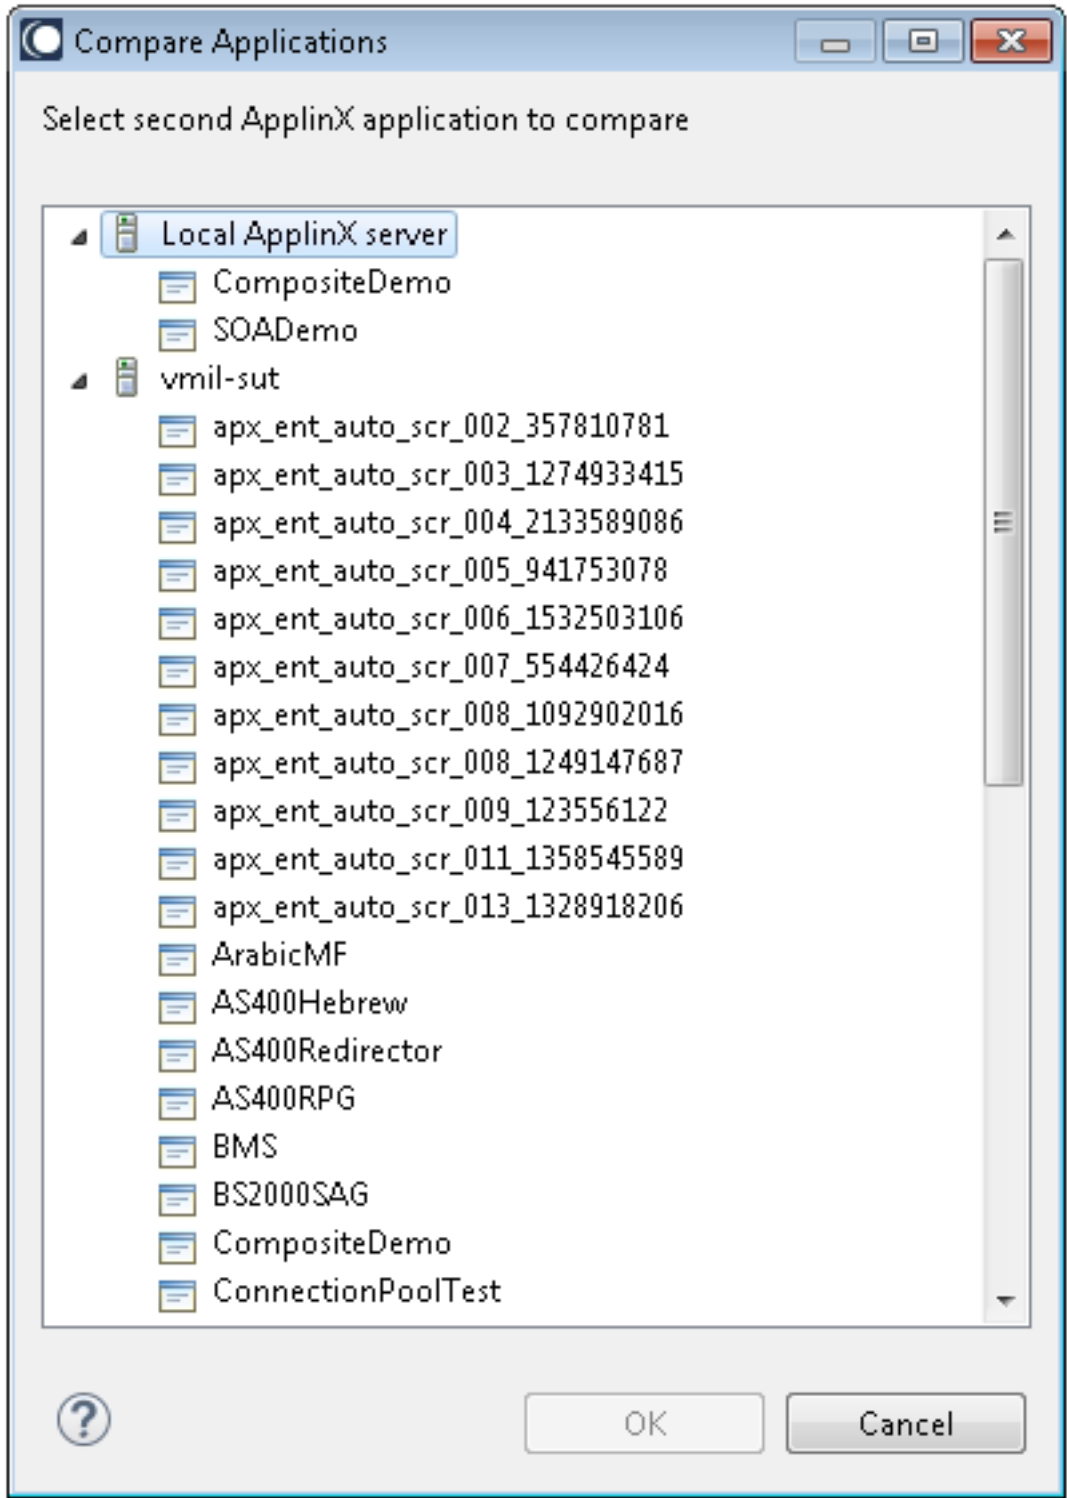 Compare Applications
Select second ApplinX application to compare
Local ApplinX server
CompositeDemo
SOADemo
vmil-sut
apx_ent_auto_scr_002_357810781
apx_ent_auto_scr_003_1274933415
apx_ent_auto_scr_004_2133589086
apx_ent_auto_scr_005_941753078
apx_ent_auto_scr_006_1532503106
apx_ent_auto_scr_007_554426424
apx_ent_auto_scr_008_1092902016
apx_ent_auto_scr_008_1249147687
apx_ent_auto_scr_009_123556122
apx_ent_auto_scr_011_1358545589
apx_ent_auto_scr_013_1328918206
ArabicMF
AS400Hebrew
AS400Redirector
AS400RPG
BMS
BS2000SAG
CompositeDemo
ConnectionPoolTest
? OK Cancel